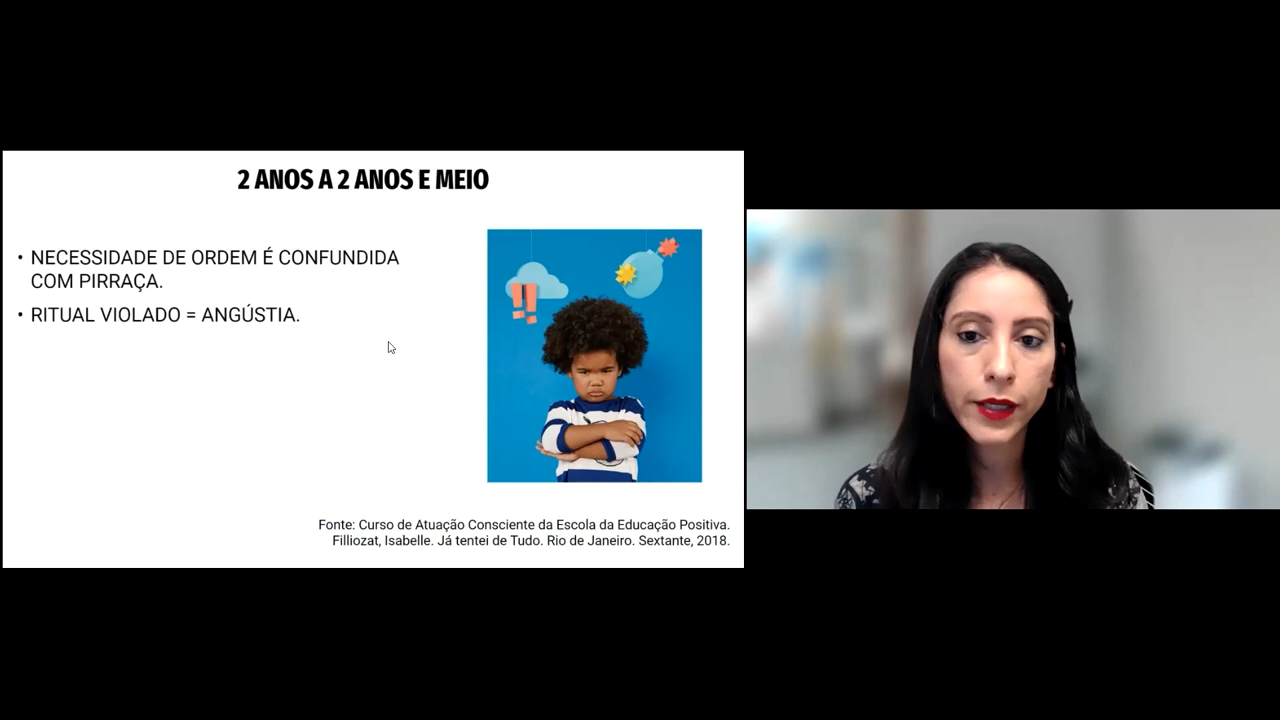 2 ANOS A 2 ANOS E MEIO
• NECESSIDADE DE ORDEM É CONFUNDIDA
COM PIRRAÇA.
• RITUAL VIOLADO = ANGÚSTIA.
!!
Fonte: Curso de Atuação Consciente da Escola da Educação Positiva.
Filliozat, Isabelle. Já tentei de Tudo. Rio de Janeiro. Sextante, 2018.